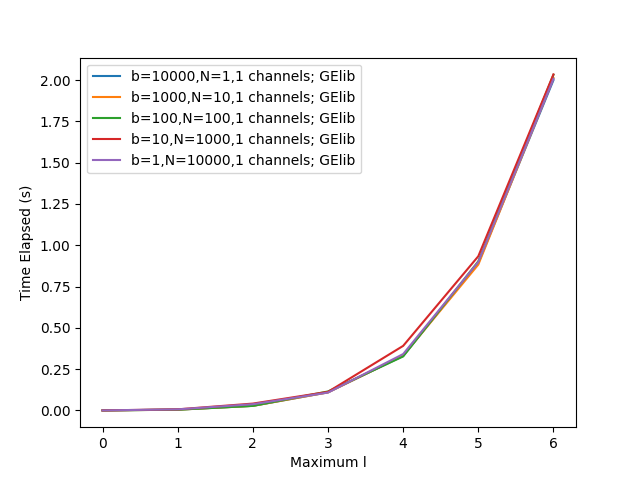 b=10000,N=1,1 channels; GElib
b=1000,N=10,1 channels; GElib
b=100,N=100,1 channels; GElib
b=10,N=1000,1 channels; GElib
b=1,N=10000,1 channels; GElib
2.00
1.75
1.50
1.25
1.00
0.75
0.50
0.25
0.00
Time Elapsed (s)
0 1 2 3 4 5 6
Maximum l